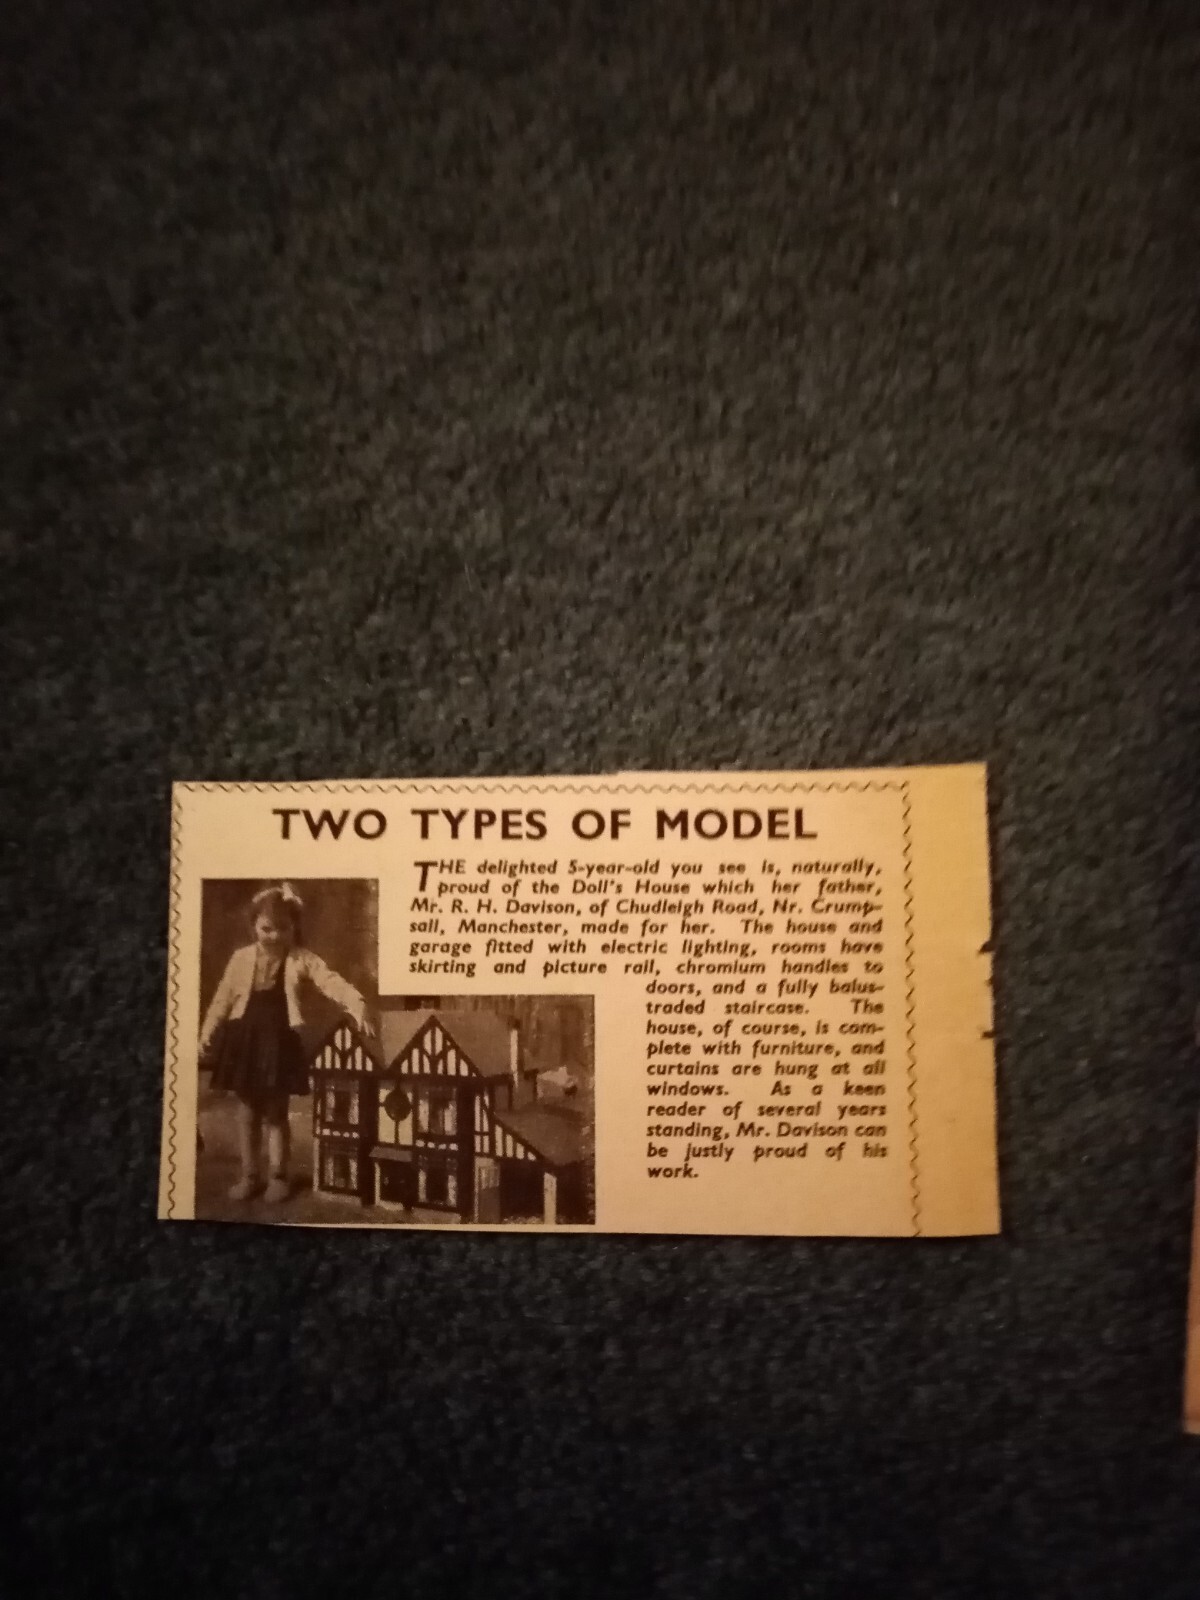 TWO TYPES OF MODEL
THE delighted 5-year-old you see is, naturally,
proud of the Doll's House which her father,
Mr. R. H. Davison, of Chudleigh Road, Nr. Crump-
sall, Manchester, made for her. The house and
garage fitted with electric lighting, rooms have
skirting and picture rail, chromium handles to
doors, and a fully balus-
traded staircase. The
house, of course, is com-
plete with furniture, and
curtains are hung at all
windows. As a keen
reader of several years
standing, Mr. Davison can
be justly proud of his
work.